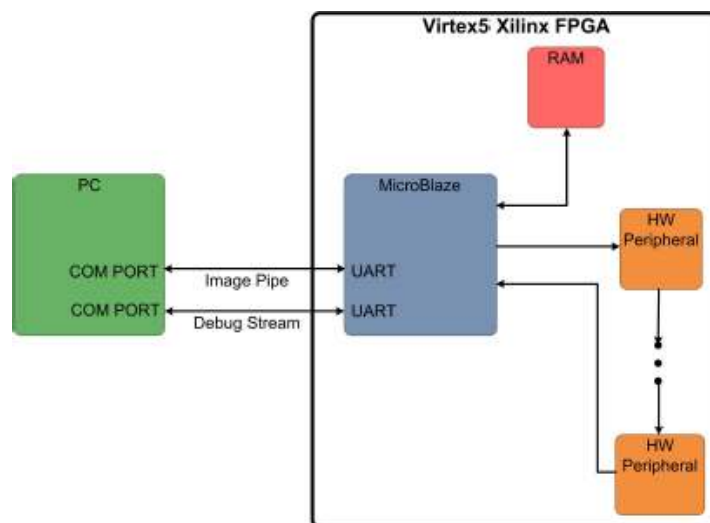 Virtex5 Xilinx FPGA
RAM
PC
MicroBlaze
HW
Peripheral
COM PORT
Image Pipe
UART
COM PORT
Debug Stream
UART
HW
Peripheral